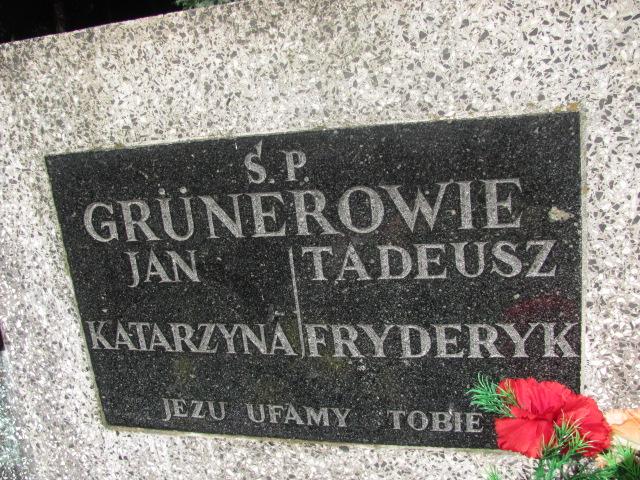 Ś. P.
GRÜNEROWIE
JAN TADEUSZ
KATARZYNA FRYDERYK
JEZU UFAMY TOBIE